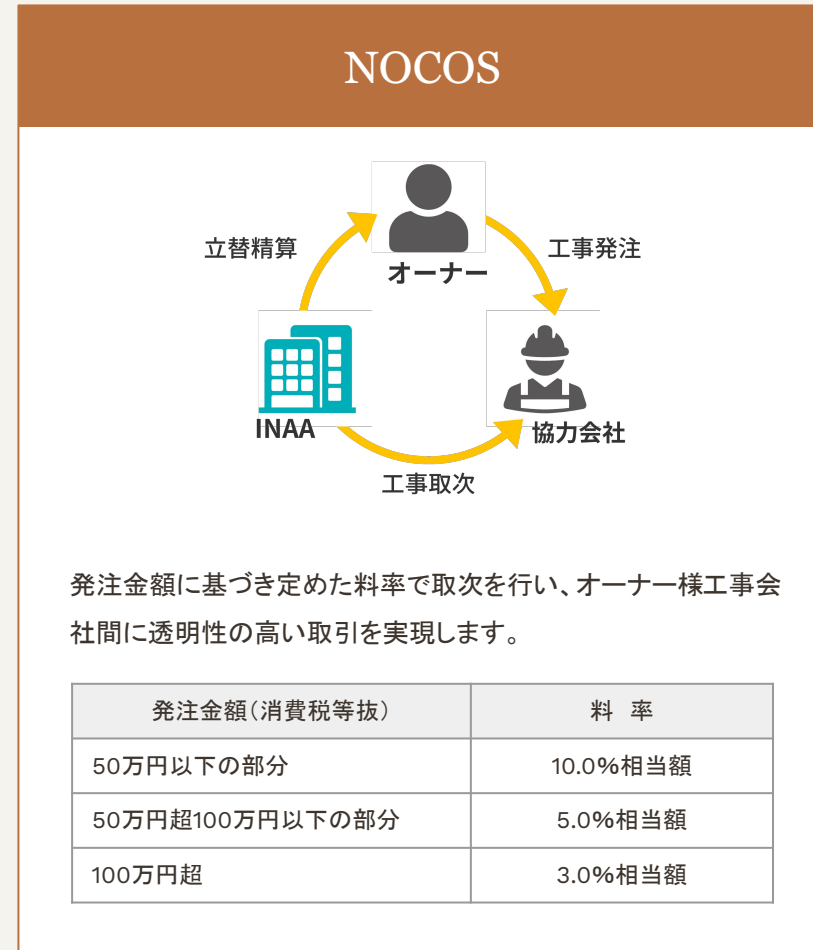 NOCOS
立替精算
工事発注
オーナー
INAA
協力会社
工事取次
発注金額に基づき定めた料率で取次を行い、オーナー様工事会
社間に透明性の高い取引を実現します。
発注金額（消費税等抜） 料 率
50万円以下の部分 10.0%相当額
50万円超100万円以下の部分 5.0%相当額
100万円超 3.0%相当額